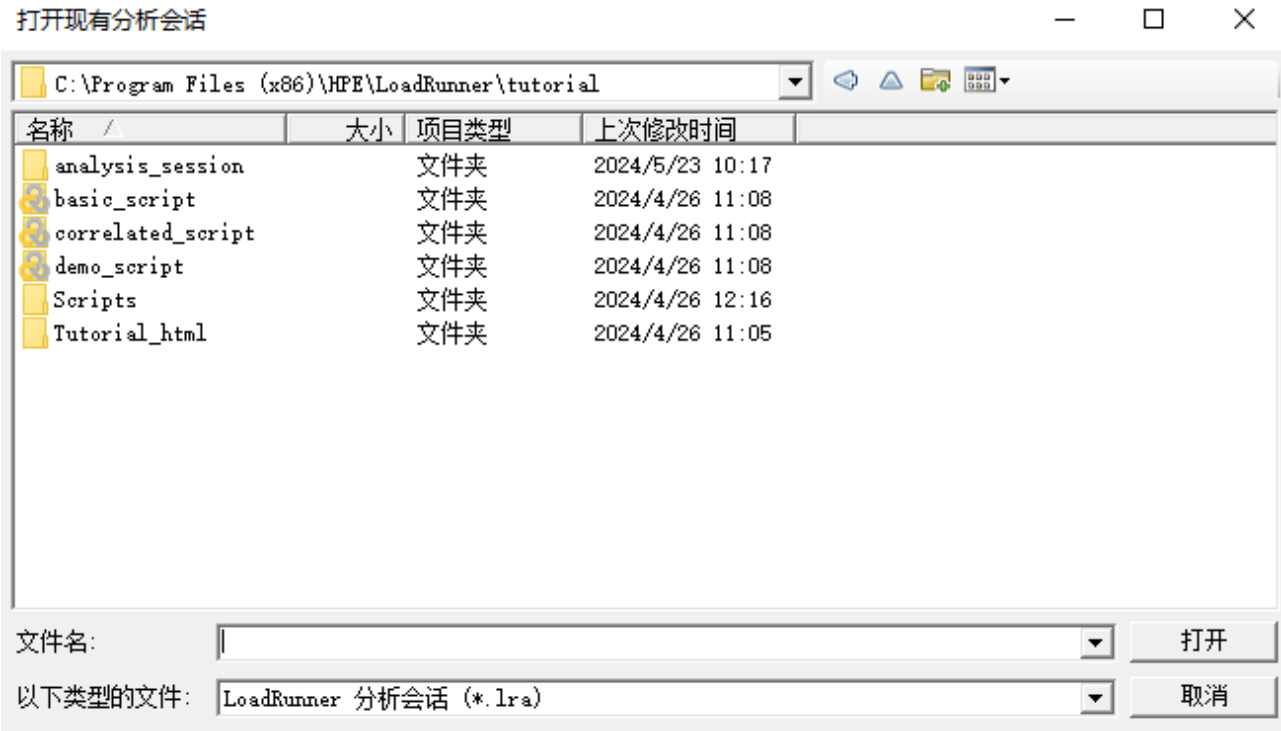 打开现有分析会话
C:\Program Files (x86)\HPE\LoadRunner\tutorial
名称 大小 项目类型 上次修改时间
analysis_session 文件夹 2024/5/23 10:17
basic_script 文件夹 2024/4/26 11:08
correlated_script 文件夹 2024/4/26 11:08
demo_script 文件夹 2024/4/26 11:08
Scripts 文件夹 2024/4/26 12:16
Tutorial_html 文件夹 2024/4/26 11:05
文件名: 打开
以下类型的文件: LoadRunner 分析会话 (*.lra) 取消